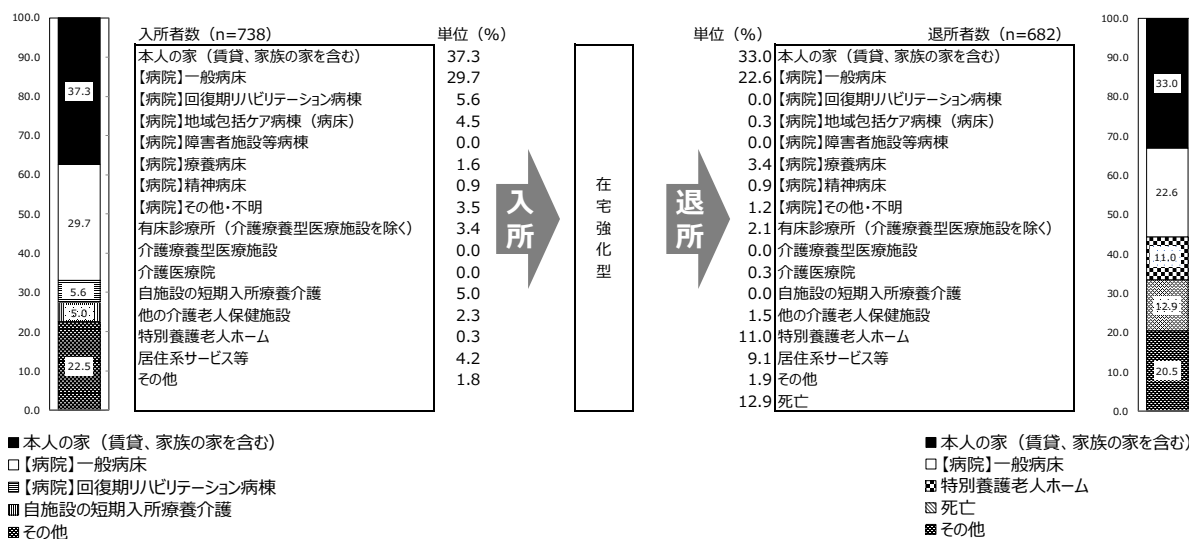 100.0
90.0
80.0
70.0
60.0
50.0
40.0
30.0
20.0
10.0
0.0
37.3
29.7
5.6
5.0
22.5
入所者数（n=738） 単位（%）
本人の家（賃貸、家族の家を含む） 37.3
【病院】一般病床 29.7
【病院】回復期リハビリテーション病棟 5.6
【病院】地域包括ケア病棟（病床） 4.5
【病院】障害者施設等病棟 0.0
【病院】療養病床 1.6
【病院】精神病床 0.9
【病院】その他・不明 3.5
有床診療所（介護療養型医療施設を除く） 3.4
介護療養型医療施設 0.0
介護医療院 0.0
自施設の短期入所療養介護 5.0
他の介護老人保健施設 2.3
特別養護老人ホーム 0.3
居住系サービス等 4.2
その他 1.8
入所
在宅強化型
退所
単位（%） 退所者数（n=682）
33.0 本人の家（賃貸、家族の家を含む）
22.6 【病院】一般病床
0.0 【病院】回復期リハビリテーション病棟
0.3 【病院】地域包括ケア病棟（病床）
0.0 【病院】障害者施設等病棟
3.4 【病院】療養病床
0.9 【病院】精神病床
1.2 【病院】その他・不明
2.1 有床診療所（介護療養型医療施設を除く）
0.0 介護療養型医療施設
0.3 介護医療院
0.0 自施設の短期入所療養介護
1.5 他の介護老人保健施設
11.0 特別養護老人ホーム
9.1 居住系サービス等
1.9 その他
12.9 死亡
100.0
90.0
80.0
70.0
60.0
50.0
40.0
30.0
20.0
10.0
0.0
33.0
22.6
11.0
12.9
20.5
本人の家（賃貸、家族の家を含む）
【病院】一般病床
【病院】回復期リハビリテーション病棟
自施設の短期入所療養介護
その他
本人の家（賃貸、家族の家を含む）
【病院】一般病床
特別養護老人ホーム
死亡
その他